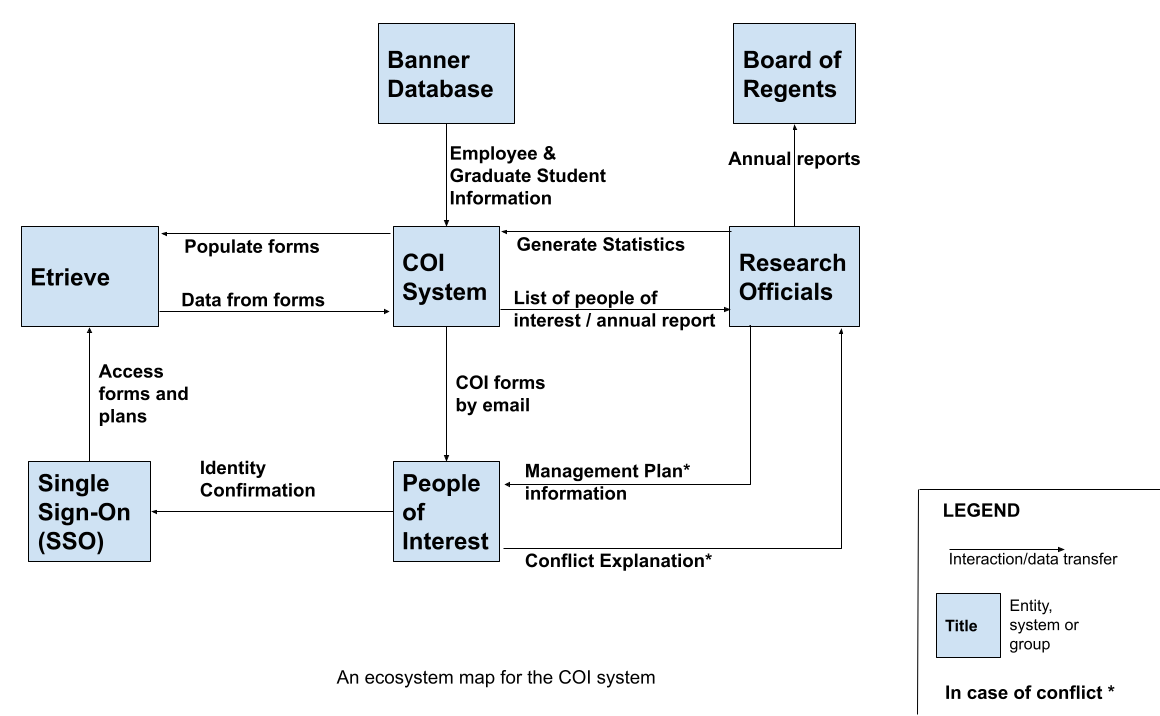 Banner
Database
Board of
Regents
Employee &
Graduate Student
Information
Annual reports
Populate forms
Generate Statistics
Etrieve
COI
System
Research
Officials
Data from forms
List of people of
interest / annual report
Access
forms and
plans
COI forms
by email
Single
Sign-On
(SSO)
Identity
Confirmation
People
of
Interest
Management Plan*
information
Conflict Explanation*
LEGEND
Interaction/data transfer
Title
Entity,
system or
group
In case of conflict *
An ecosystem map for the COI system